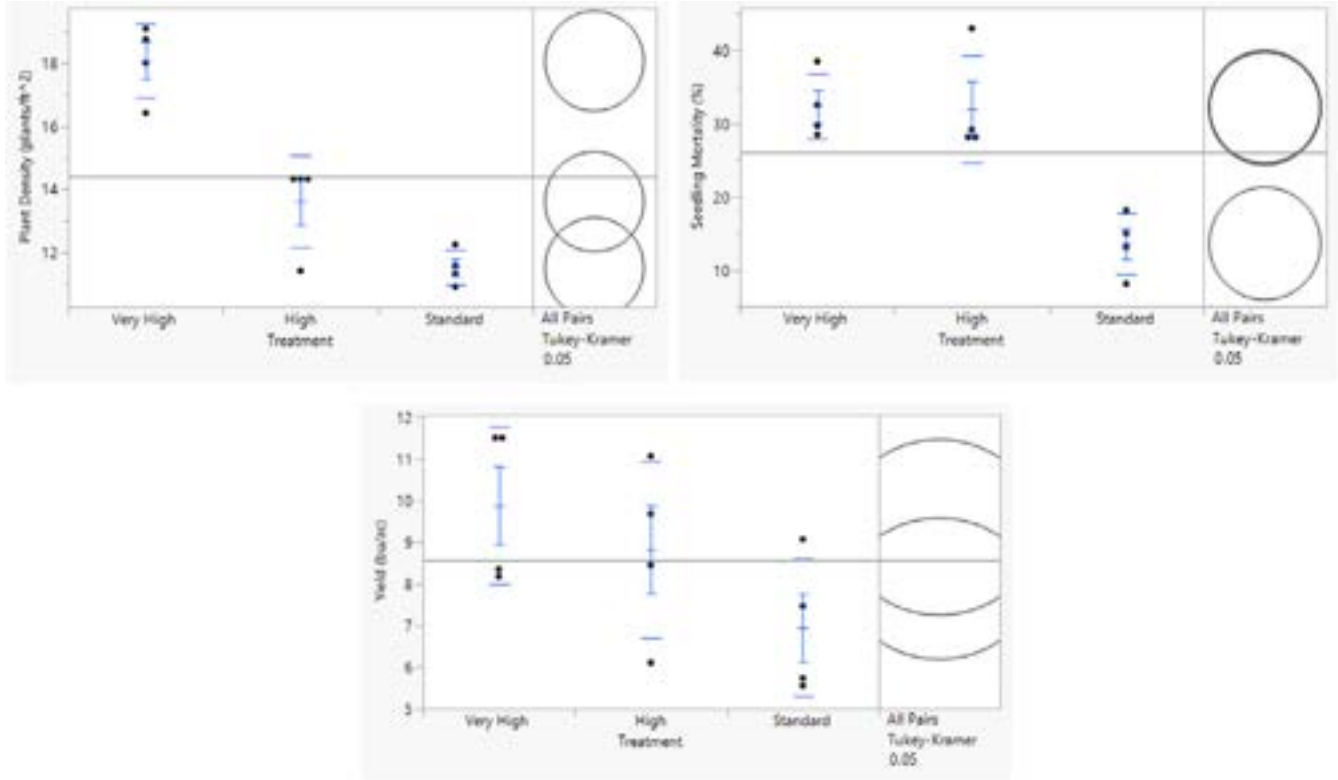 Plant Density (plants/ft^2)
18
16
14
12
Very High High Standard
Treatment
All Pairs
Tukey-Kramer
0.05
Seedling Mortality (%)
40
30
20
10
Very High High Standard
Treatment
All Pairs
Tukey-Kramer
0.05
Yield (bu/ac)
12
11
10
9
8
7
6
5
Very High High Standard
Treatment
All Pairs
Tukey-Kramer
0.05